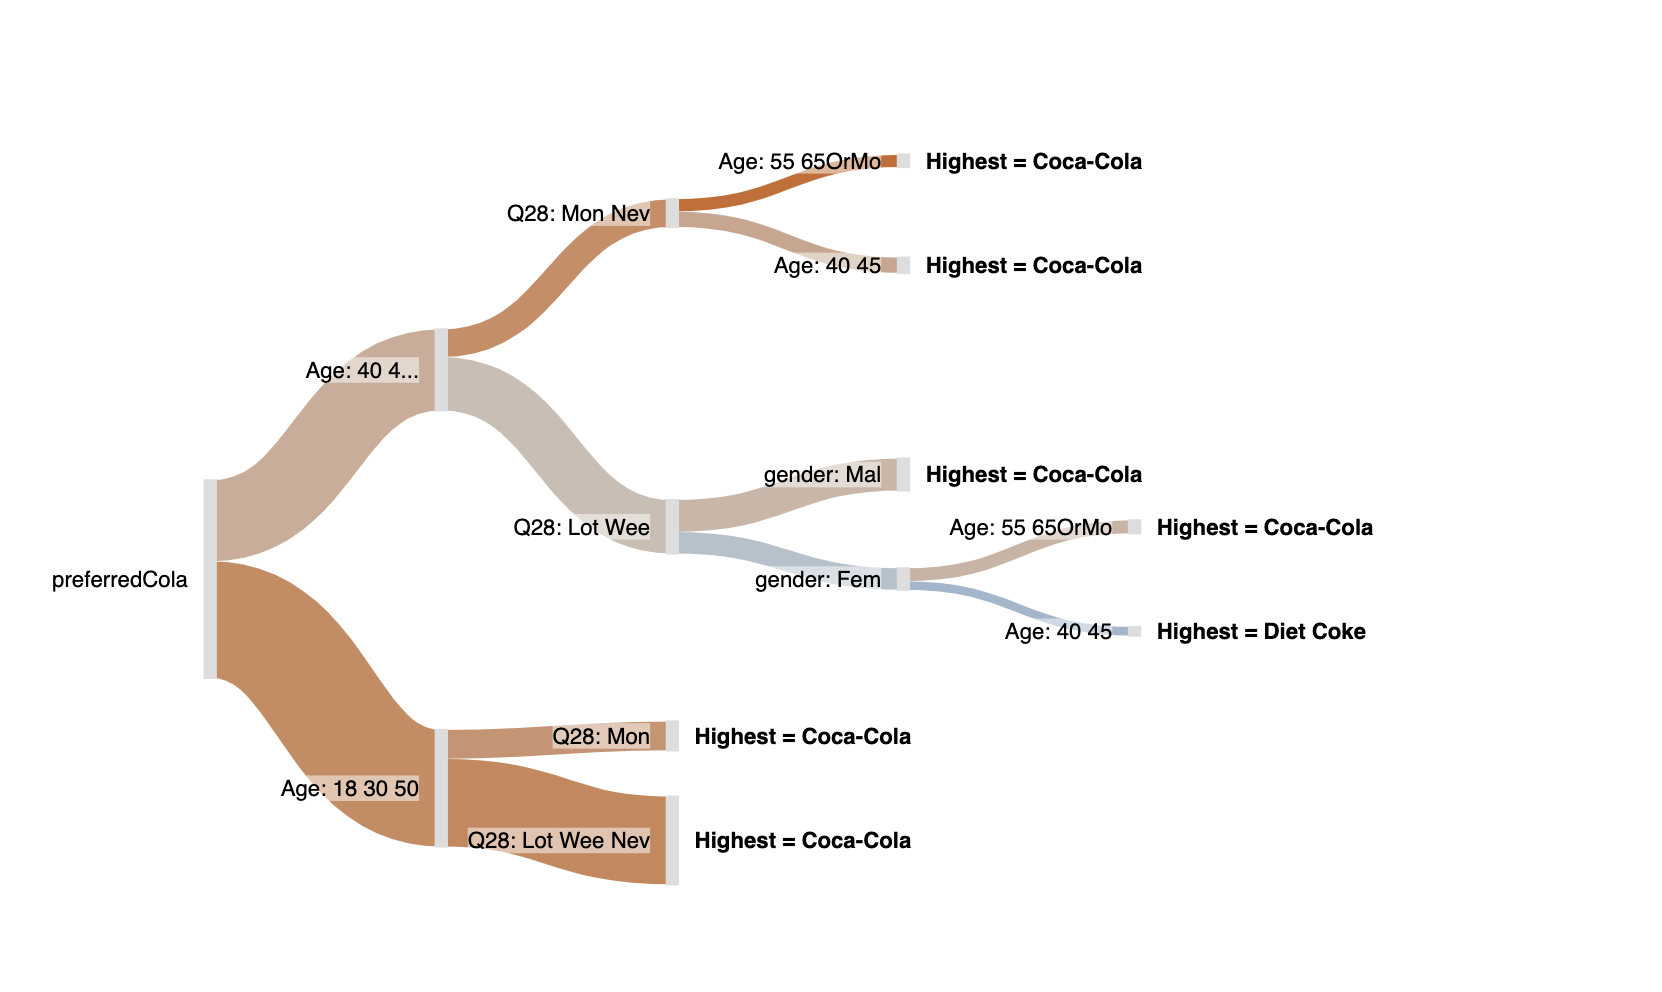 Age: 55 65OrMo
Highest = Coca-Cola
Q28: Mon Nev
Age: 40 45
Highest = Coca-Cola
Age: 40 4...
gender: Mal
Highest = Coca-Cola
Q28: Lot Wee
Age: 55 65OrMo
Highest = Coca-Cola
preferredCola
gender: Fem
Age: 40 45
Highest = Diet Coke
Q28: Mon
Highest = Coca-Cola
Age: 18 30 50
Q28: Lot Wee Nev
Highest = Coca-Cola